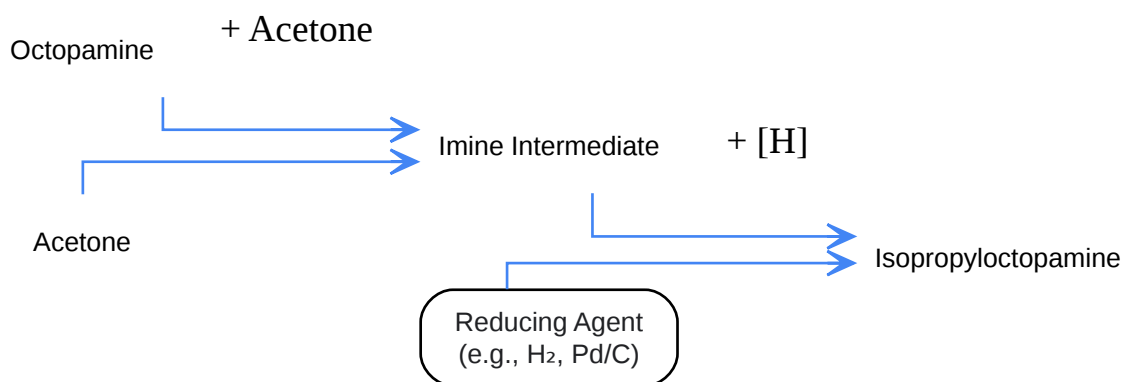 + Acetone
Octopamine
Imine Intermediate
+ [H]
Acetone
Isopropyloctopamine
Reducing Agent
(e.g., H₂, Pd/C)